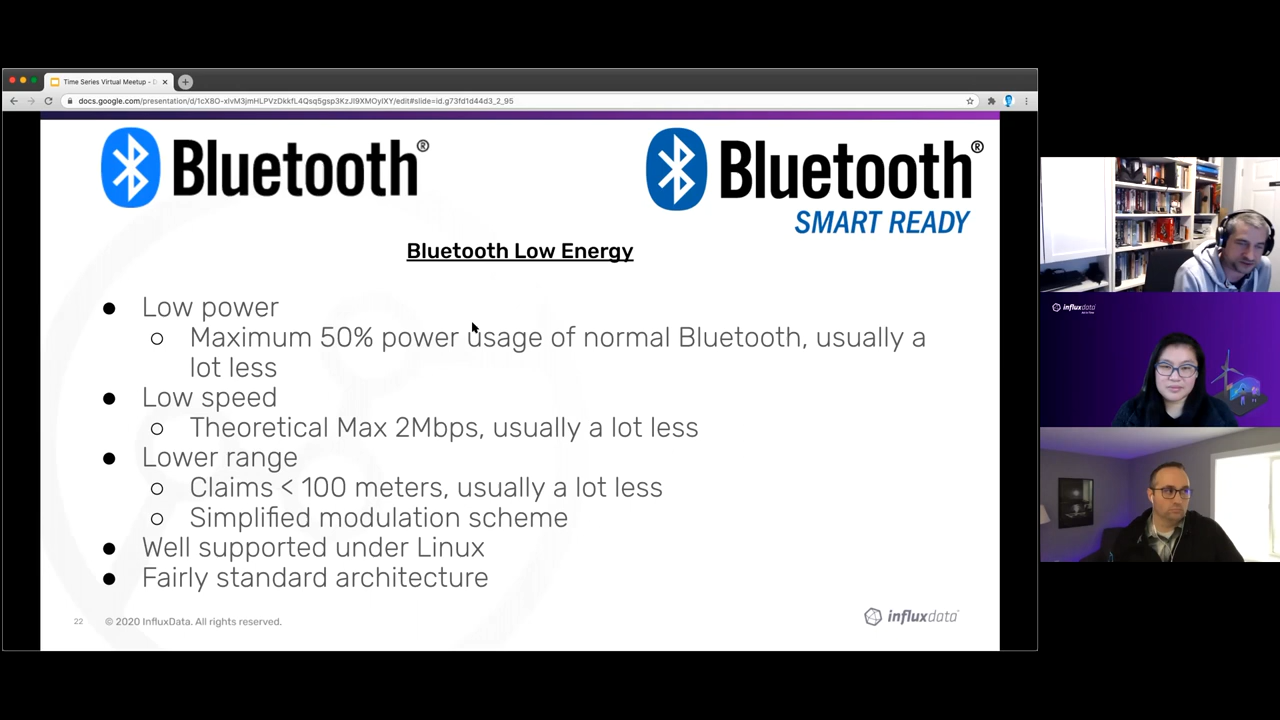 Time Series Virtual Meetup - D
docs.google.com/presentation/d/1cX8O-xlvM3jmHLPVzDkkfL4Qsq5gsp3KzJl9XMOyIXY/edit#slide=id.g73fd1d44d3_2_95
Bluetooth®
Bluetooth®
SMART READY
Bluetooth Low Energy
● Low power
○ Maximum 50% power usage of normal Bluetooth, usually a
lot less
● Low speed
○ Theoretical Max 2Mbps, usually a lot less
● Lower range
○ Claims < 100 meters, usually a lot less
○ Simplified modulation scheme
● Well supported under Linux
● Fairly standard architecture
22 © 2020 InfluxData. All rights reserved.
influxdata
influxdata